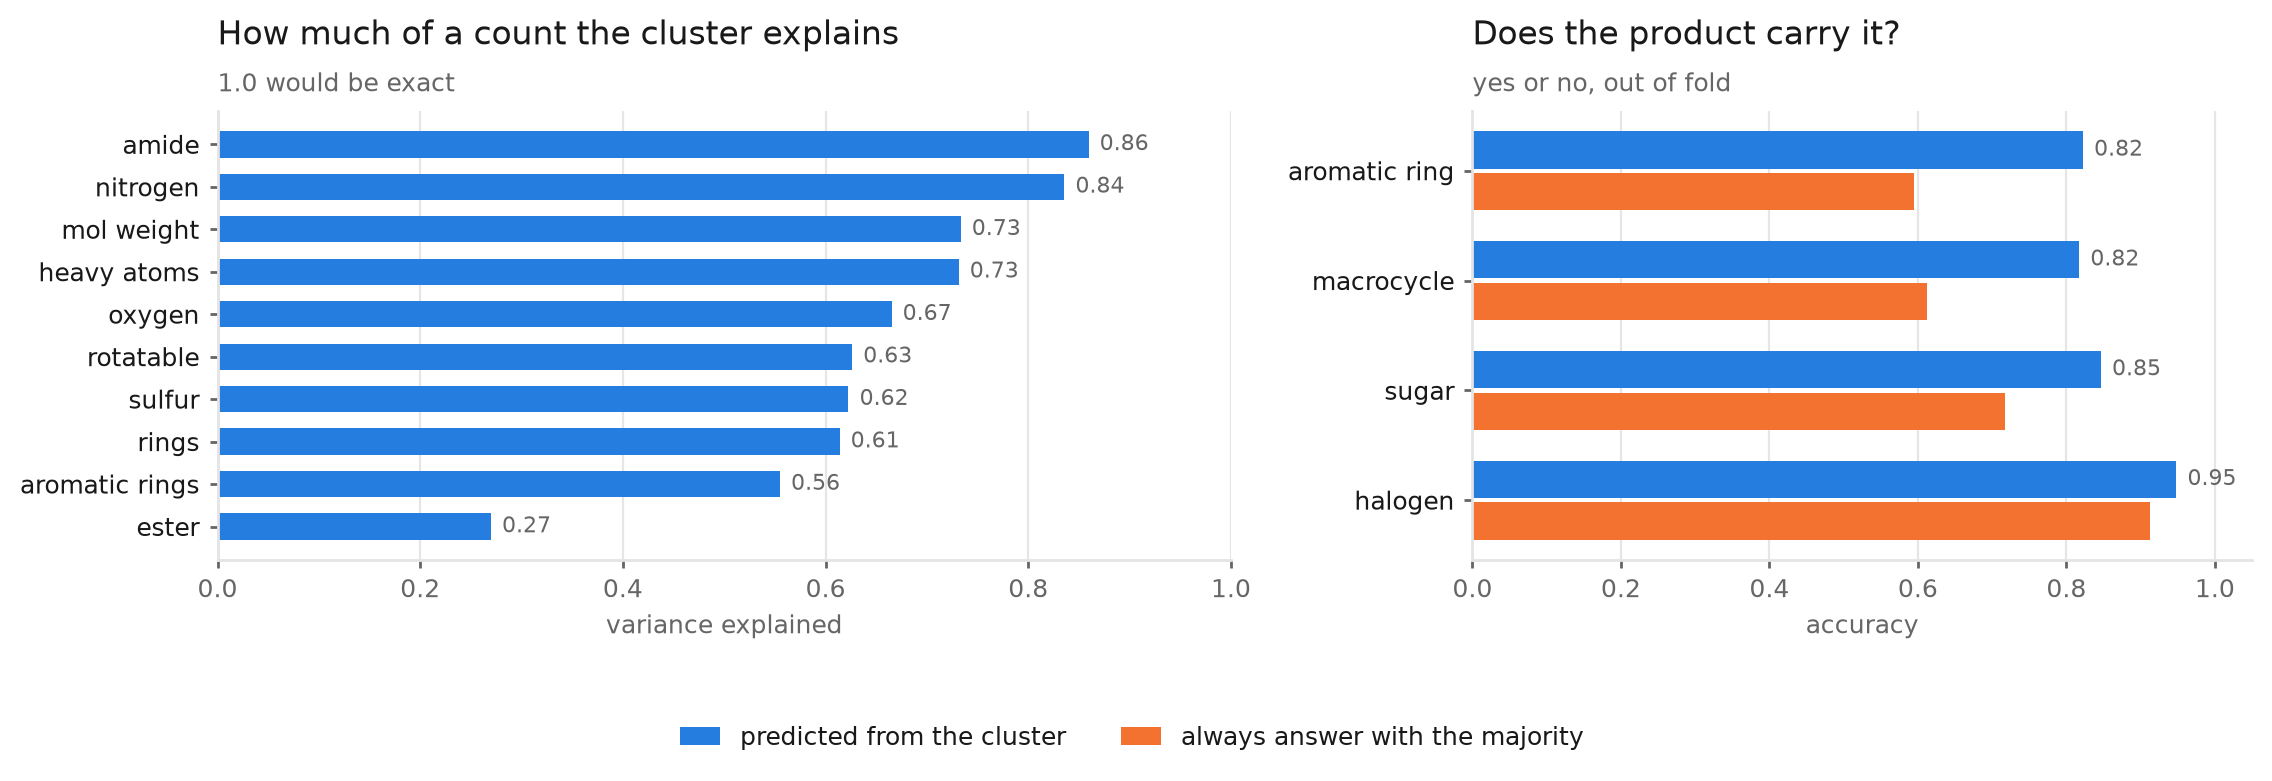 How much of a count the cluster explains
1.0 would be exact
amide
0.86
nitrogen
0.84
mol weight
0.73
heavy atoms
0.73
oxygen
0.67
rotatable
0.63
sulfur
0.62
rings
0.61
aromatic rings
0.56
ester
0.27
0.0 0.2 0.4 0.6 0.8 1.0
variance explained
Does the product carry it?
yes or no, out of fold
aromatic ring
0.82
macrocycle
0.82
sugar
0.85
halogen
0.95
0.0 0.2 0.4 0.6 0.8 1.0
accuracy
predicted from the cluster
always answer with the majority